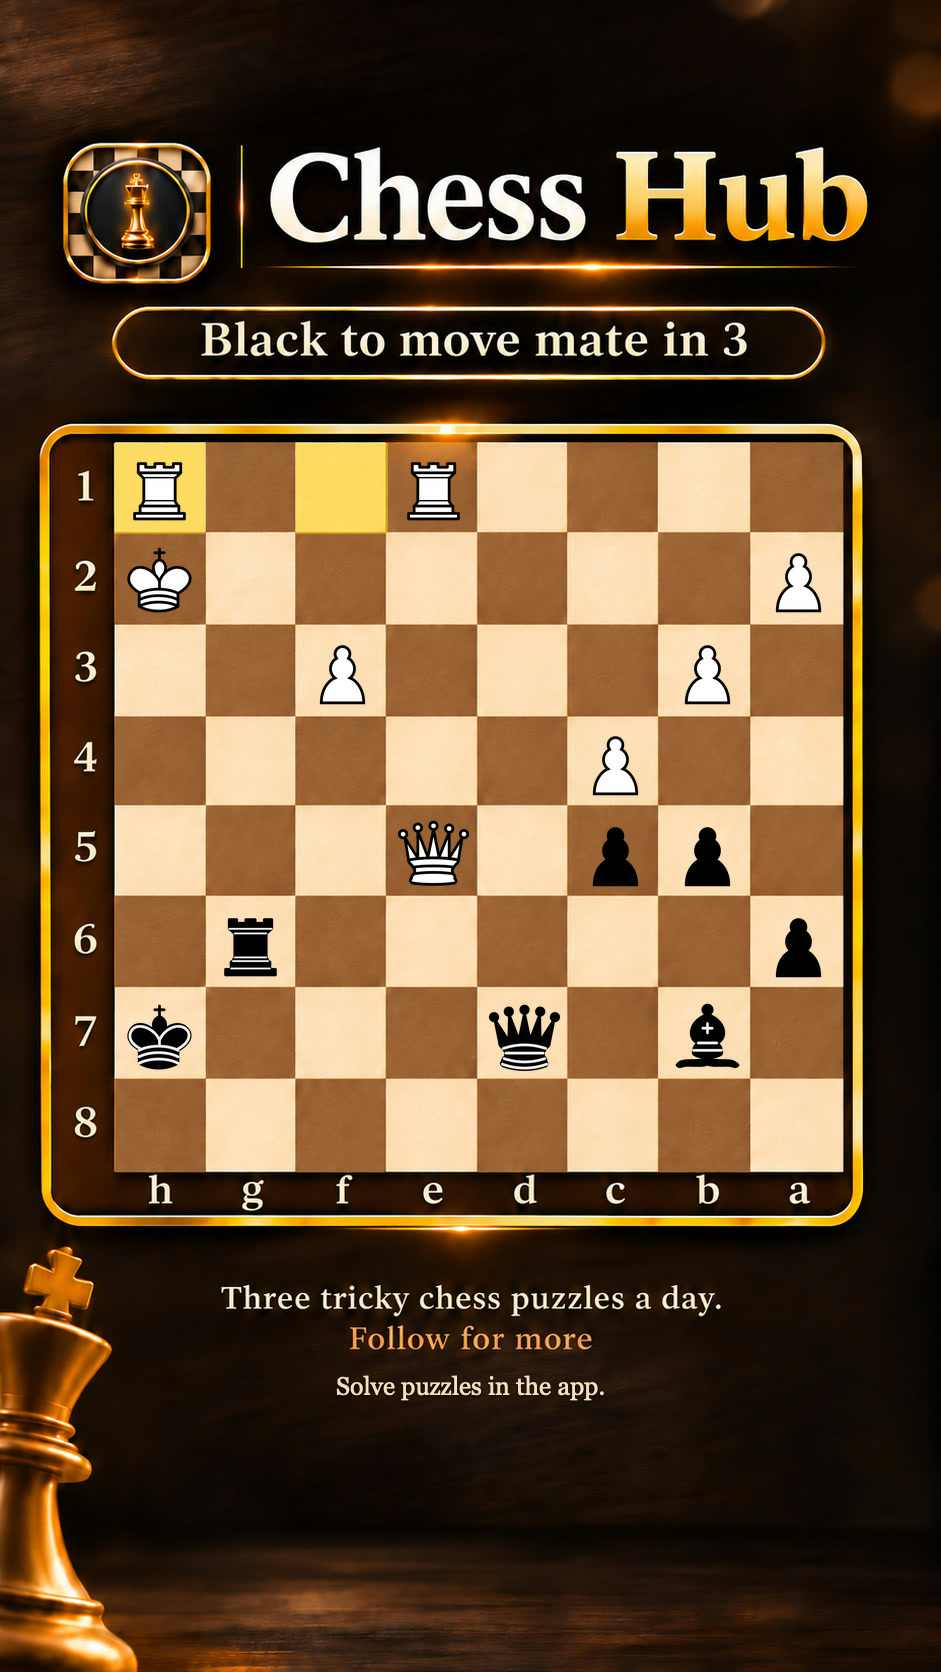 Chess Hub
Black to move mate in 3
1
2
3
4
5
6
7
8
h g f e d c b a
Three tricky chess puzzles a day.
Follow for more
Solve puzzles in the app.